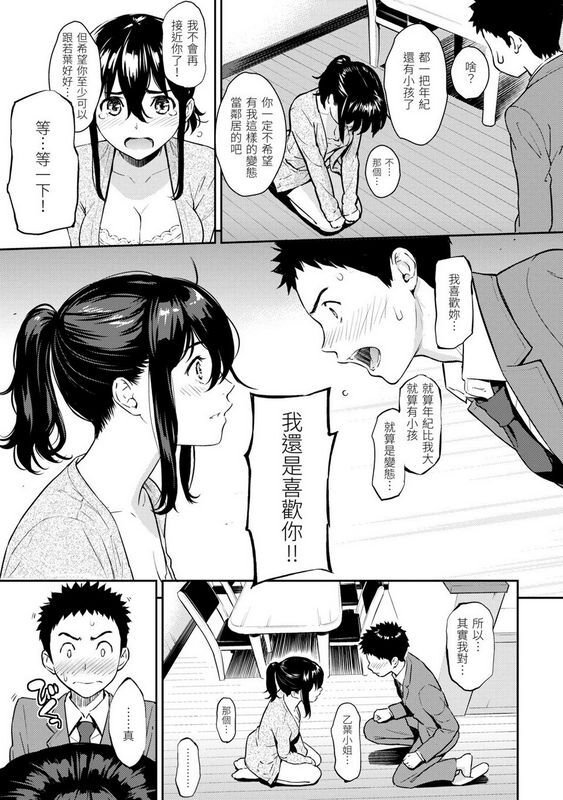 啥？
都一把年紀
還有小孩了
不…
那個…
你一定不希望
有我這樣的變態
當鄰居的吧
我不會再
接近你了！
但希望你至少可以
跟若葉好好…
等…等一下！
我喜歡妳…
就算年紀比我大
就算有小孩
就算是變態…
我還是喜歡你!!
所以…
其實我對…
乙葉小姐…
那個…
……真